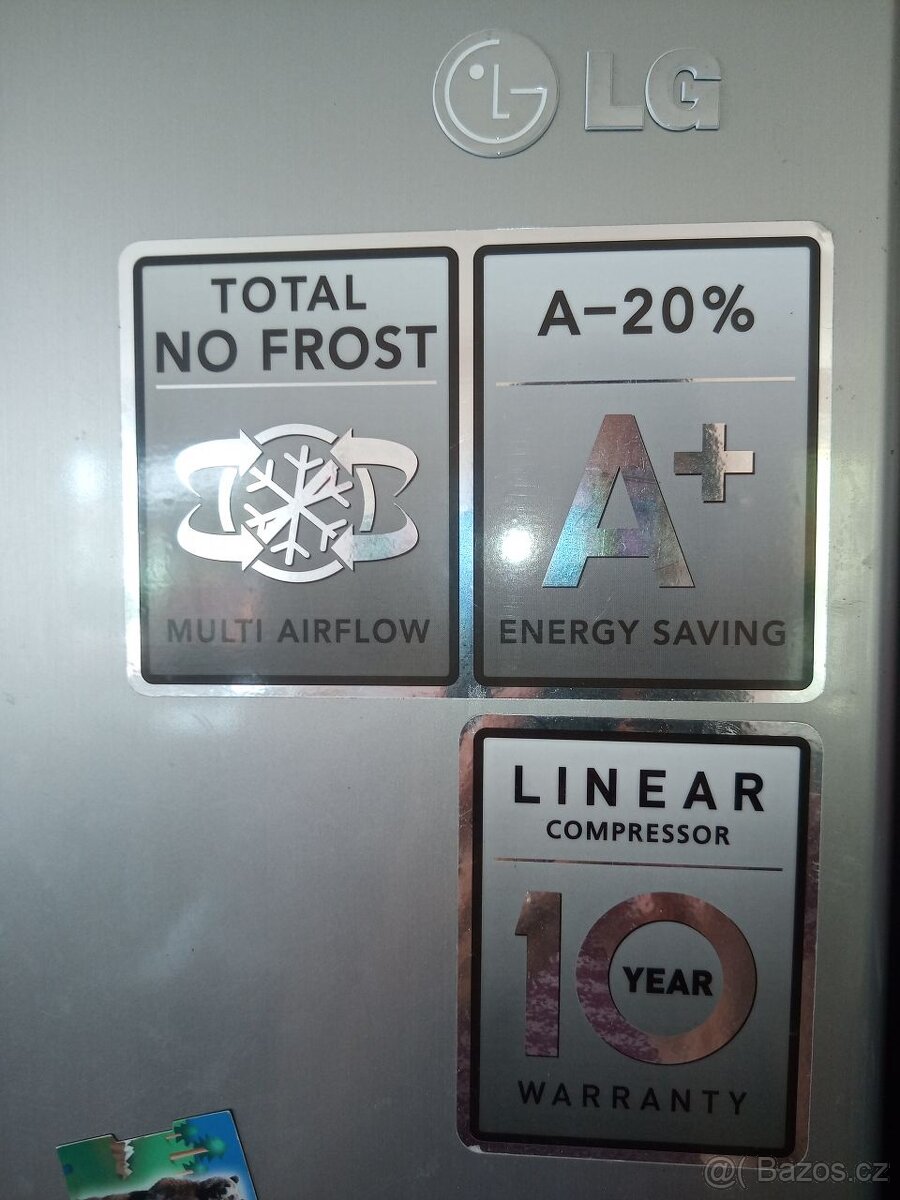 LG
TOTAL
NO FROST
MULTI AIRFLOW
A-20%
A+
ENERGY SAVING
LINEAR
COMPRESSOR
10
YEAR
WARRANTY
@( Bazos.cz